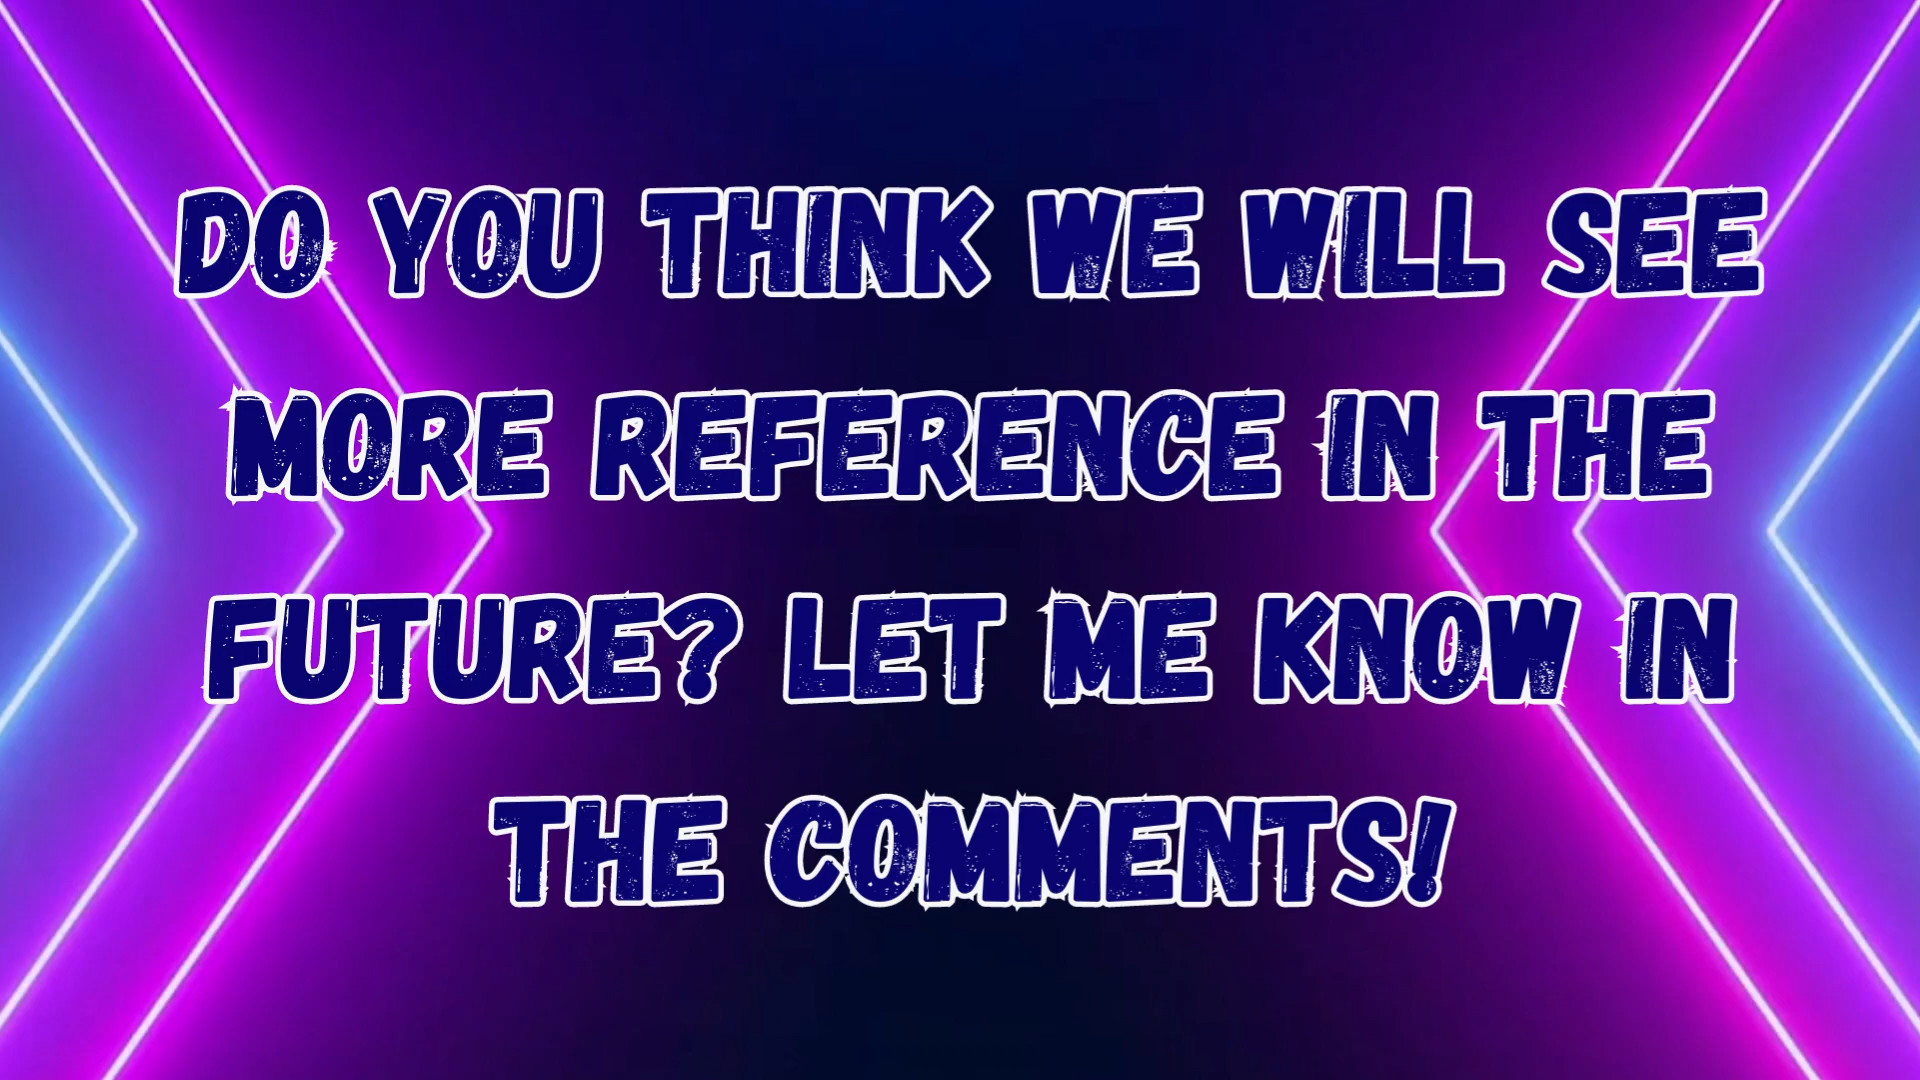 DO YOU THINK WE WILL SEE
MORE REFERENCE IN THE
FUTURE? LET ME KNOW IN
THE COMMENTS!